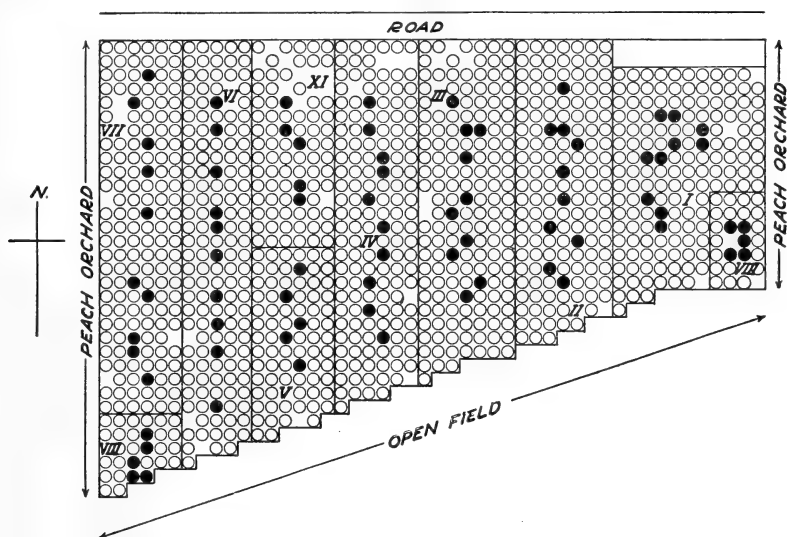 ROAD
XI
VI
III
VII
N.
PEACH ORCHARD
PEACH ORCHARD
I
IV
VIII
II
V
OPEN FIELD
VIII